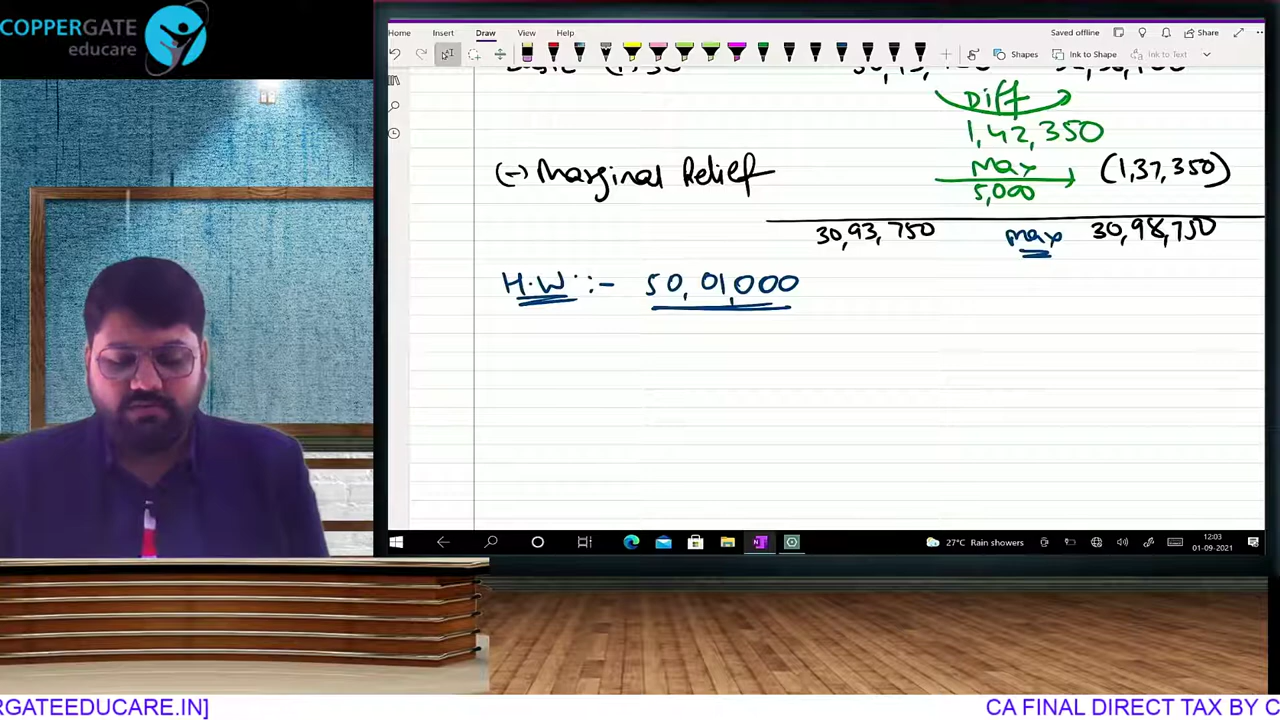 COPPERGATE
educare
Home Insert Draw View Help
Saved offline
Share
Shapes
Ink to Shape
Ink to Text
Diff
1,42,350
(-) Marginal Relief
Max
5,000
(1,37,350)
30,93,750
max
30,98,750
H.W :- 50,01,000
27°C Rain showers
12:03
01-09-2021
RGATEEDUCARE.IN]
CA FINAL DIRECT TAX BY C